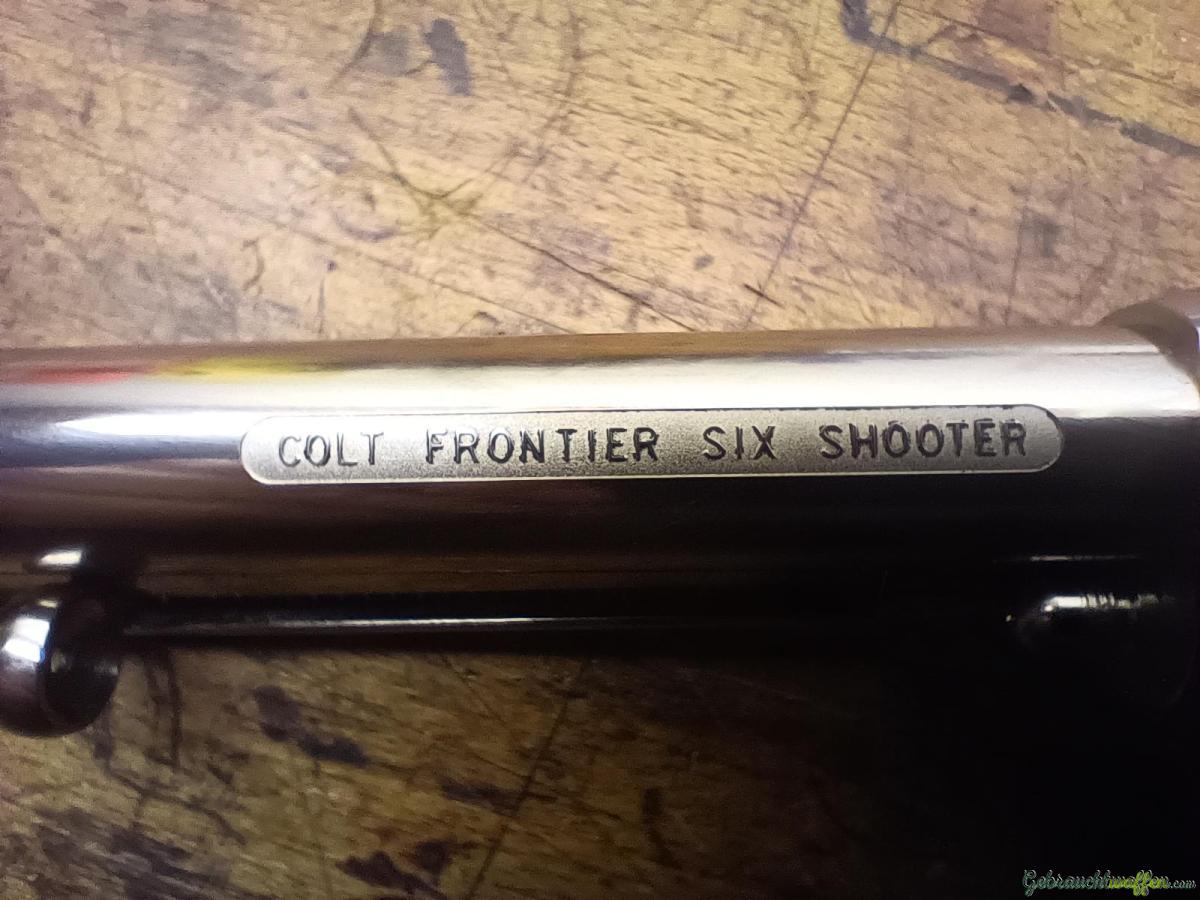 COLT FRONTIER SIX SHOOTER
Gebrauchtwaffen.com